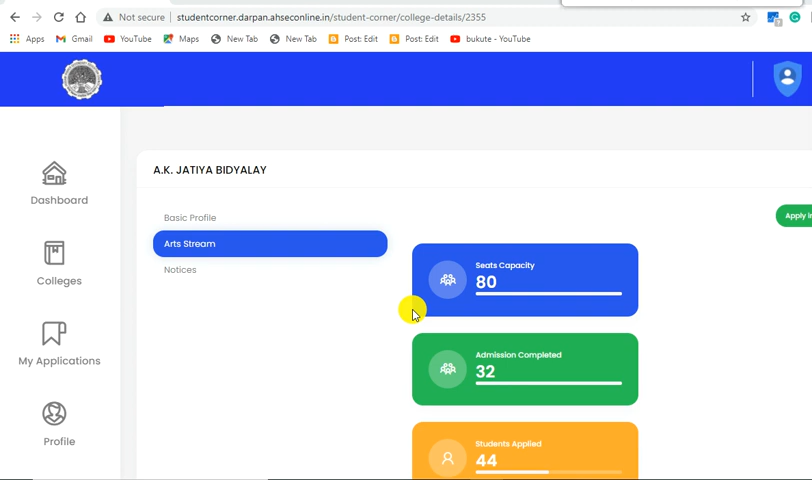 Not secure | studentcorner.darpan.ahseconline.in/student-corner/college-details/2355
Apps Gmail YouTube Maps New Tab New Tab Post: Edit Post: Edit bukute - YouTube
A.K. JATIYA BIDYALAY
Dashboard
Colleges
My Applications
Profile
Basic Profile
Arts Stream
Notices
Apply in
Seats Capacity
80
Admission Completed
32
Students Applied
44